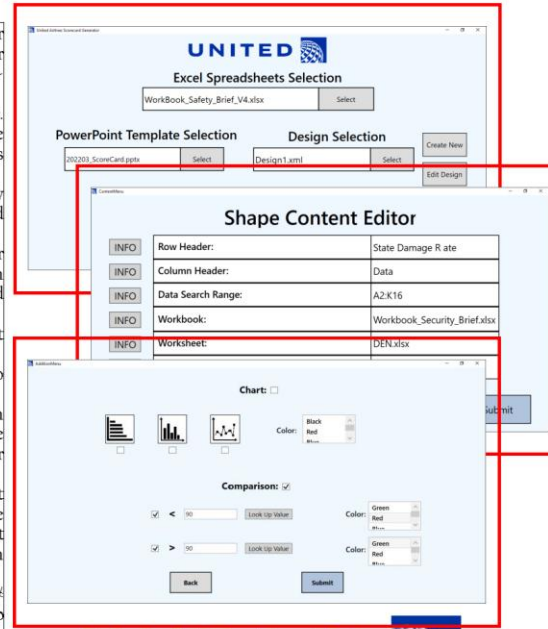 United Airlines Scorecard Generator
UNITED
Excel Spreadsheets Selection
WorkBook_Safety_Brief_V4.xlsx Select
PowerPoint Template Selection Design Selection
Create New
202203_ScoreCard.pptx Select Design1.xml Select
Edit Design
ContentMenu
Shape Content Editor
INFO Row Header: State Damage R ate
INFO Column Header: Data
INFO Data Search Range: A2:K16
INFO Workbook: Workbook_Security_Brief.xlsx
INFO Worksheet: DEN.xlsx
Submit
AdditionMenu
Chart:
Color: Black
Red
Blue
Comparison:
< 90 Look Up Value Color: Green
Red
Blue
> 90 Look Up Value Color: Green
Red
Blue
Back Submit